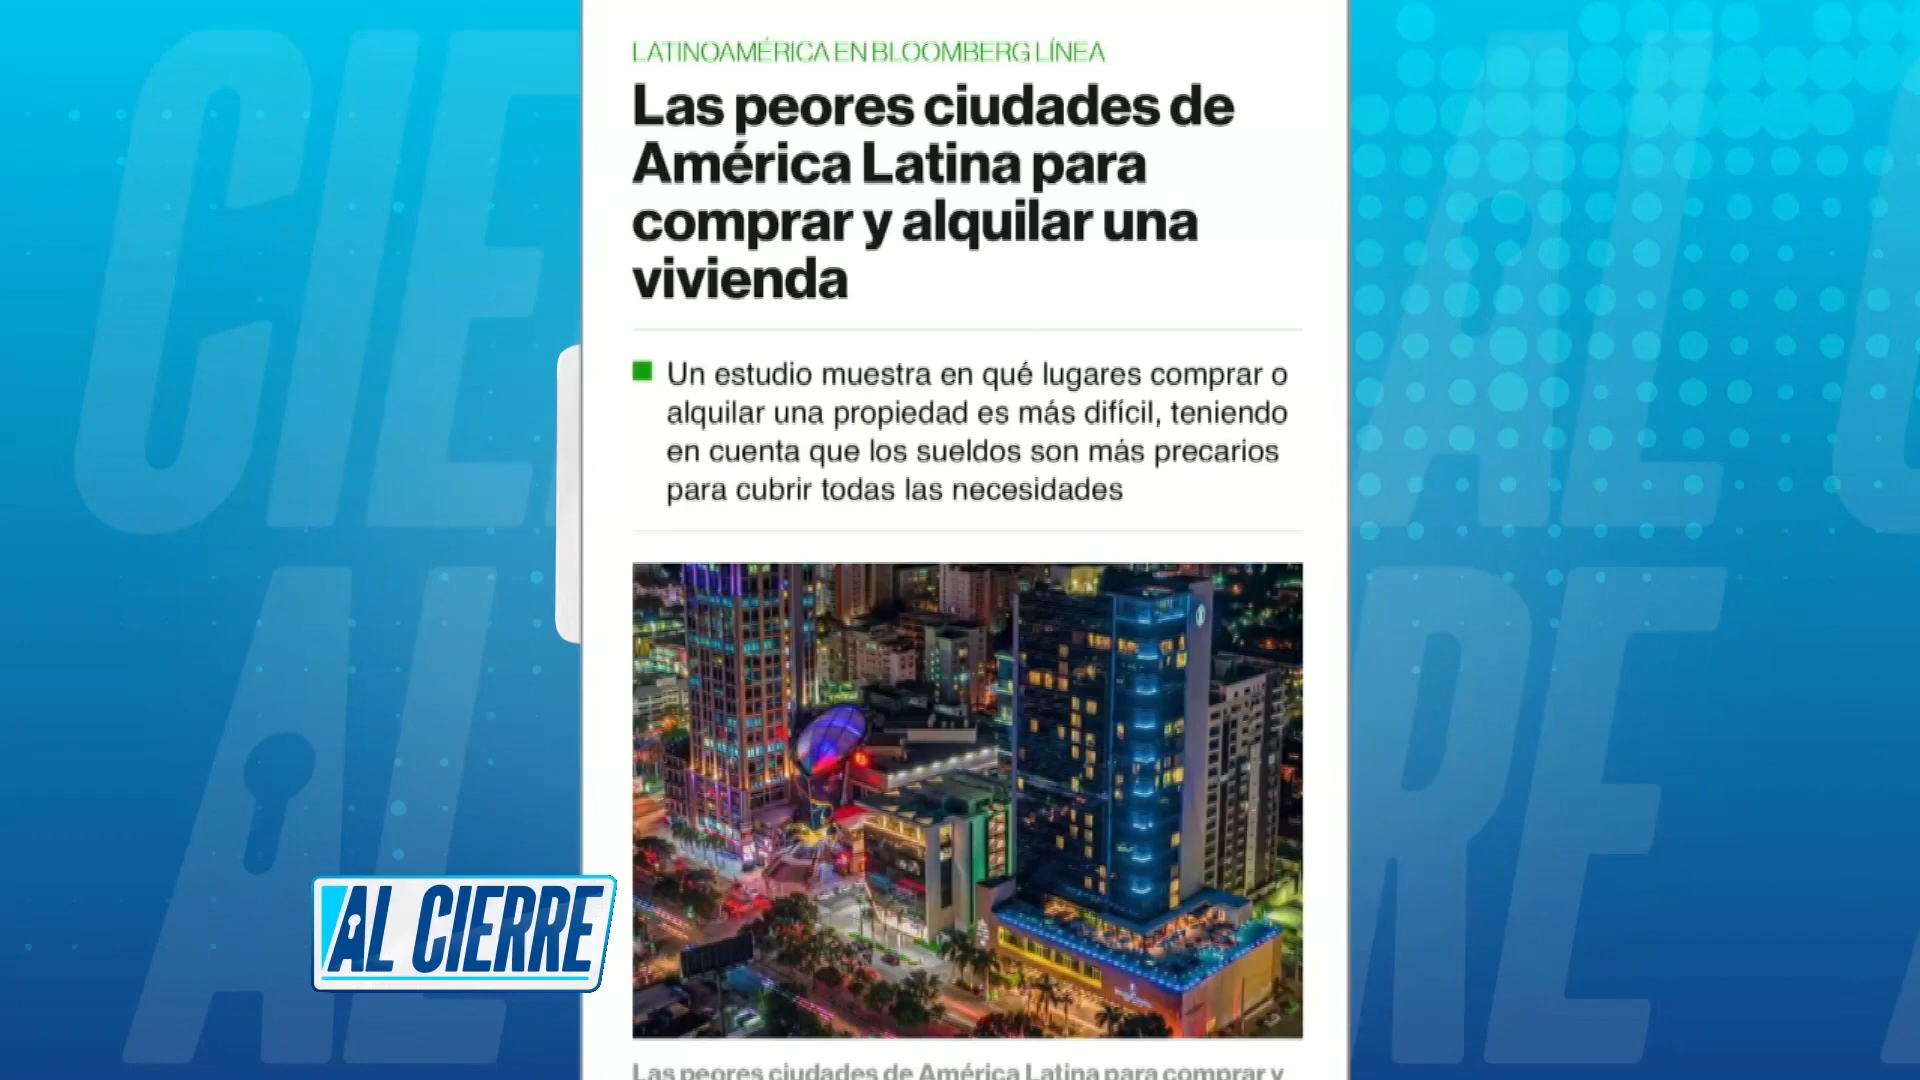 LATINOAMÉRICA EN BLOOMBERG LÍNEA
Las peores ciudades de
América Latina para
comprar y alquilar una
vivienda
Un estudio muestra en qué lugares comprar o
alquilar una propiedad es más difícil, teniendo
en cuenta que los sueldos son más precarios
para cubrir todas las necesidades
AL CIERRE
Las peores ciudades de América Latina para comprar y